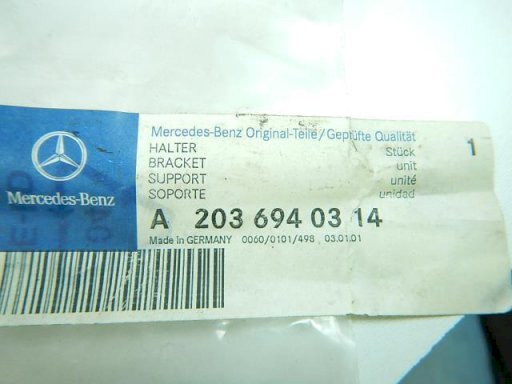 Mercedes-Benz Original-Teile/Geprüfte Qualität
HALTER Stück 1
BRACKET unit
SUPPORT unité
SOPORTE unidad
Mercedes-Benz
A 203 694 03 14
Made in GERMANY 0060/0101/498 03.01.01